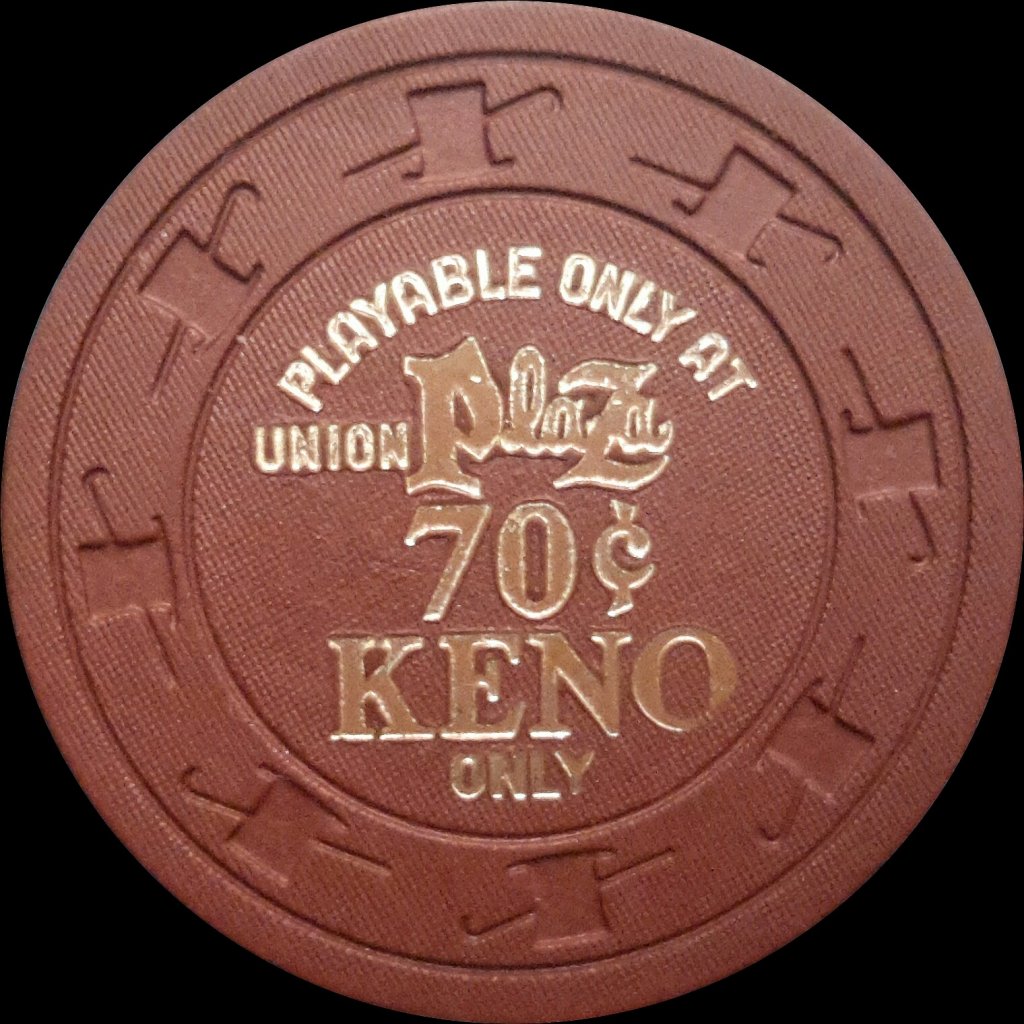 PLAYABLE ONLY AT
UNION Plaza
70¢
KENO
ONLY